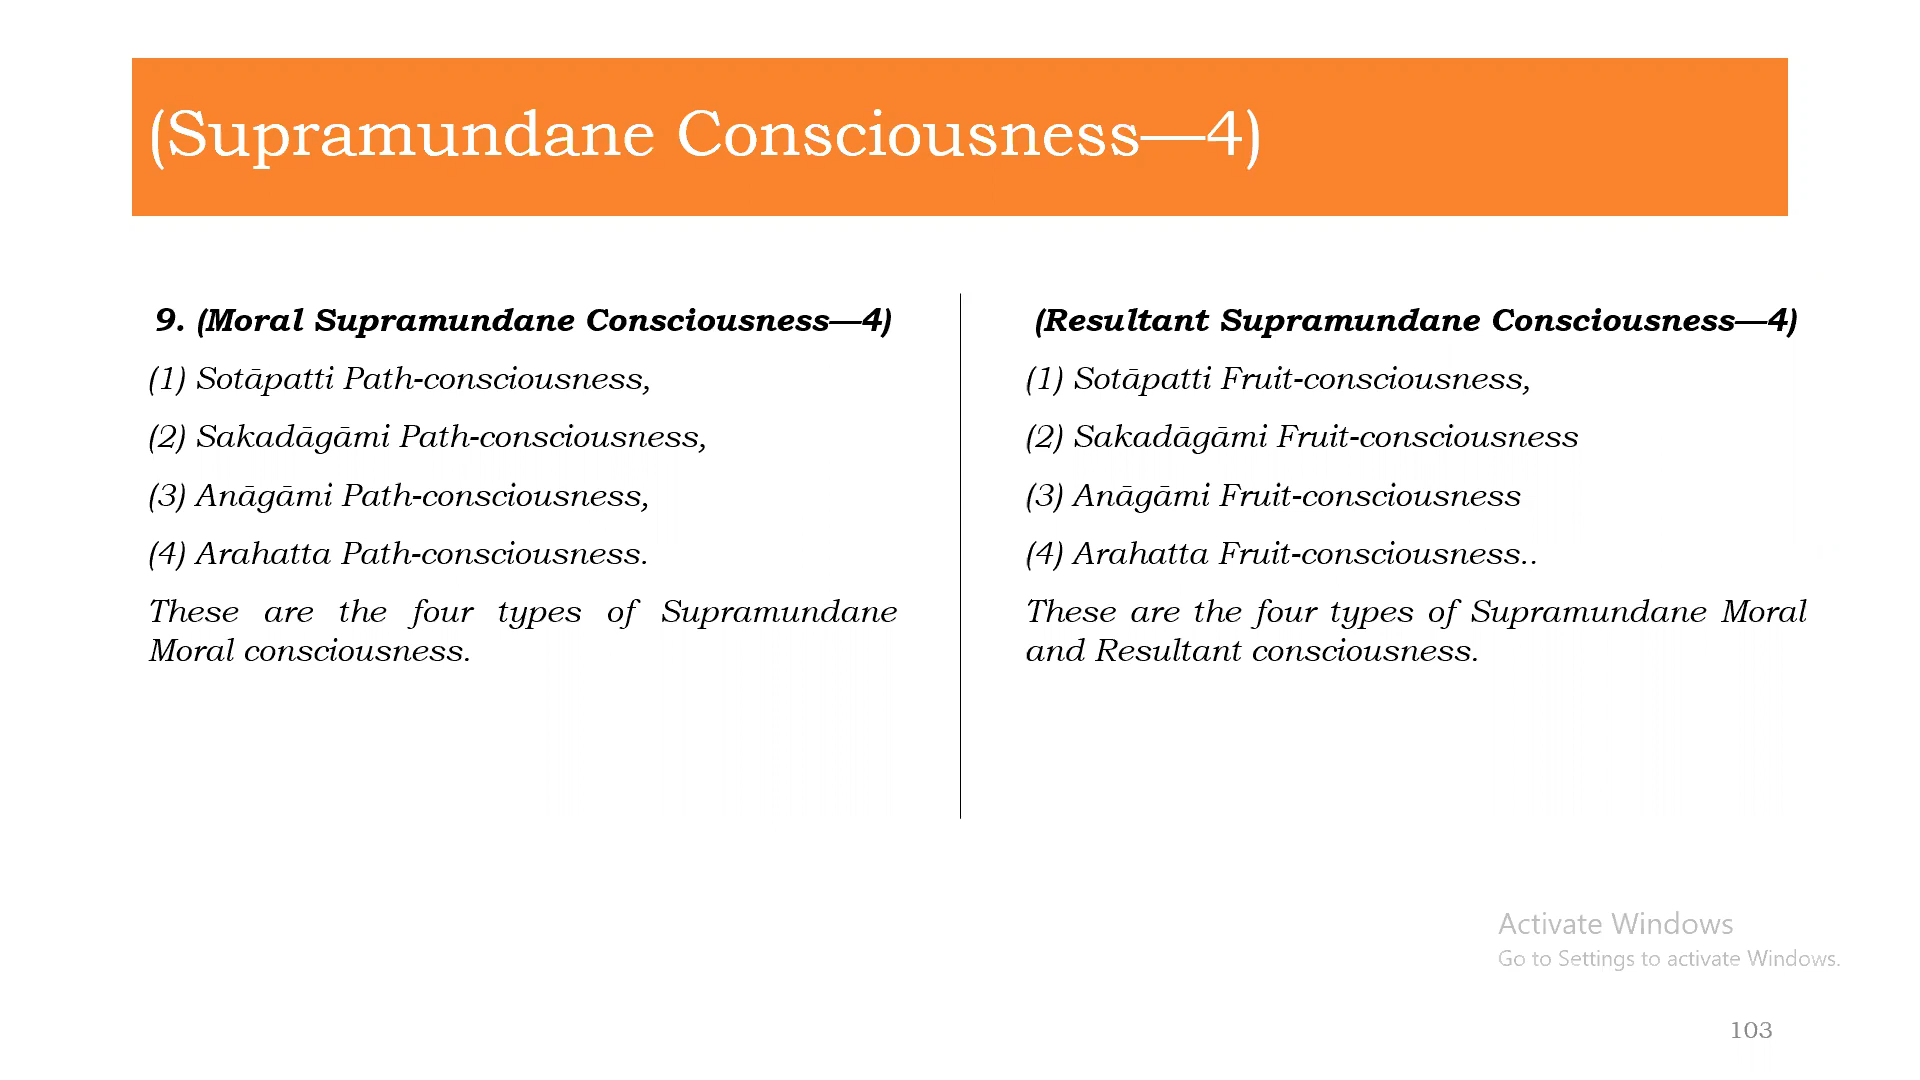 (Supramundane Consciousness—4)
9. (Moral Supramundane Consciousness—4)
(1) Sotāpatti Path-consciousness,
(2) Sakadāgāmi Path-consciousness,
(3) Anāgāmi Path-consciousness,
(4) Arahatta Path-consciousness.
These are the four types of Supramundane
Moral consciousness.
(Resultant Supramundane Consciousness—4)
(1) Sotāpatti Fruit-consciousness,
(2) Sakadāgāmi Fruit-consciousness
(3) Anāgāmi Fruit-consciousness
(4) Arahatta Fruit-consciousness..
These are the four types of Supramundane Moral
and Resultant consciousness.
Activate Windows
Go to Settings to activate Windows.
103